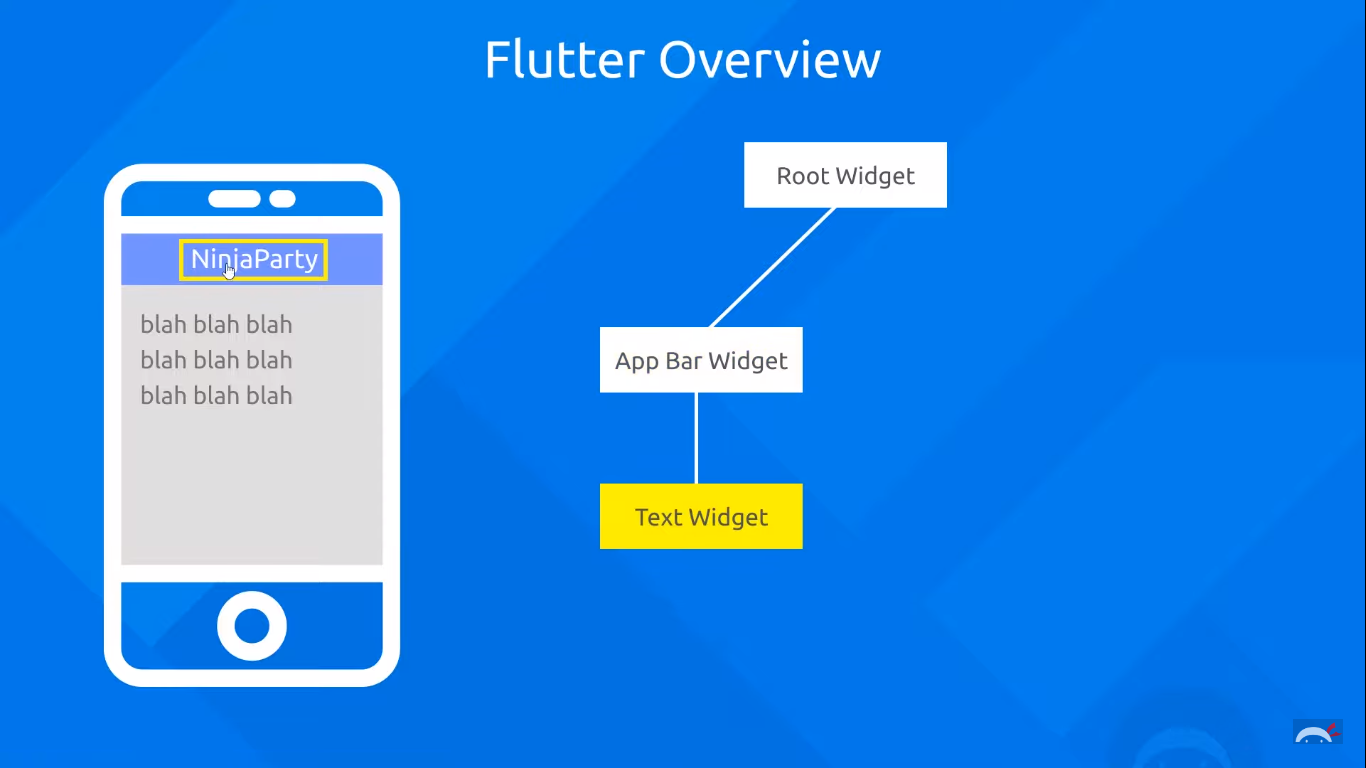 Flutter Overview
NinjaParty
blah blah blah
blah blah blah
blah blah blah
Root Widget
App Bar Widget
Text Widget